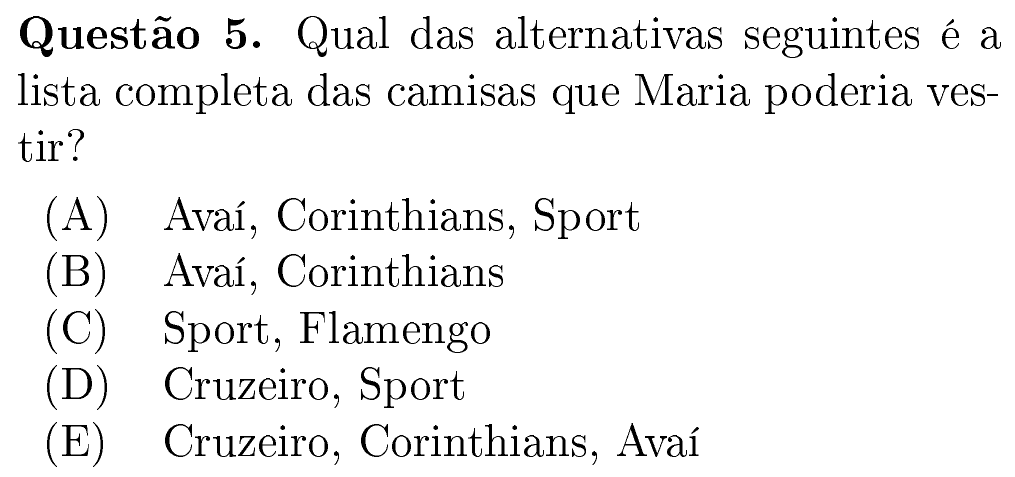 Questão 5. Qual das alternativas seguintes é a
lista completa das camisas que Maria poderia ves-
tir?
(A) Avaí, Corinthians, Sport
(B) Avaí, Corinthians
(C) Sport, Flamengo
(D) Cruzeiro, Sport
(E) Cruzeiro, Corinthians, Avaí